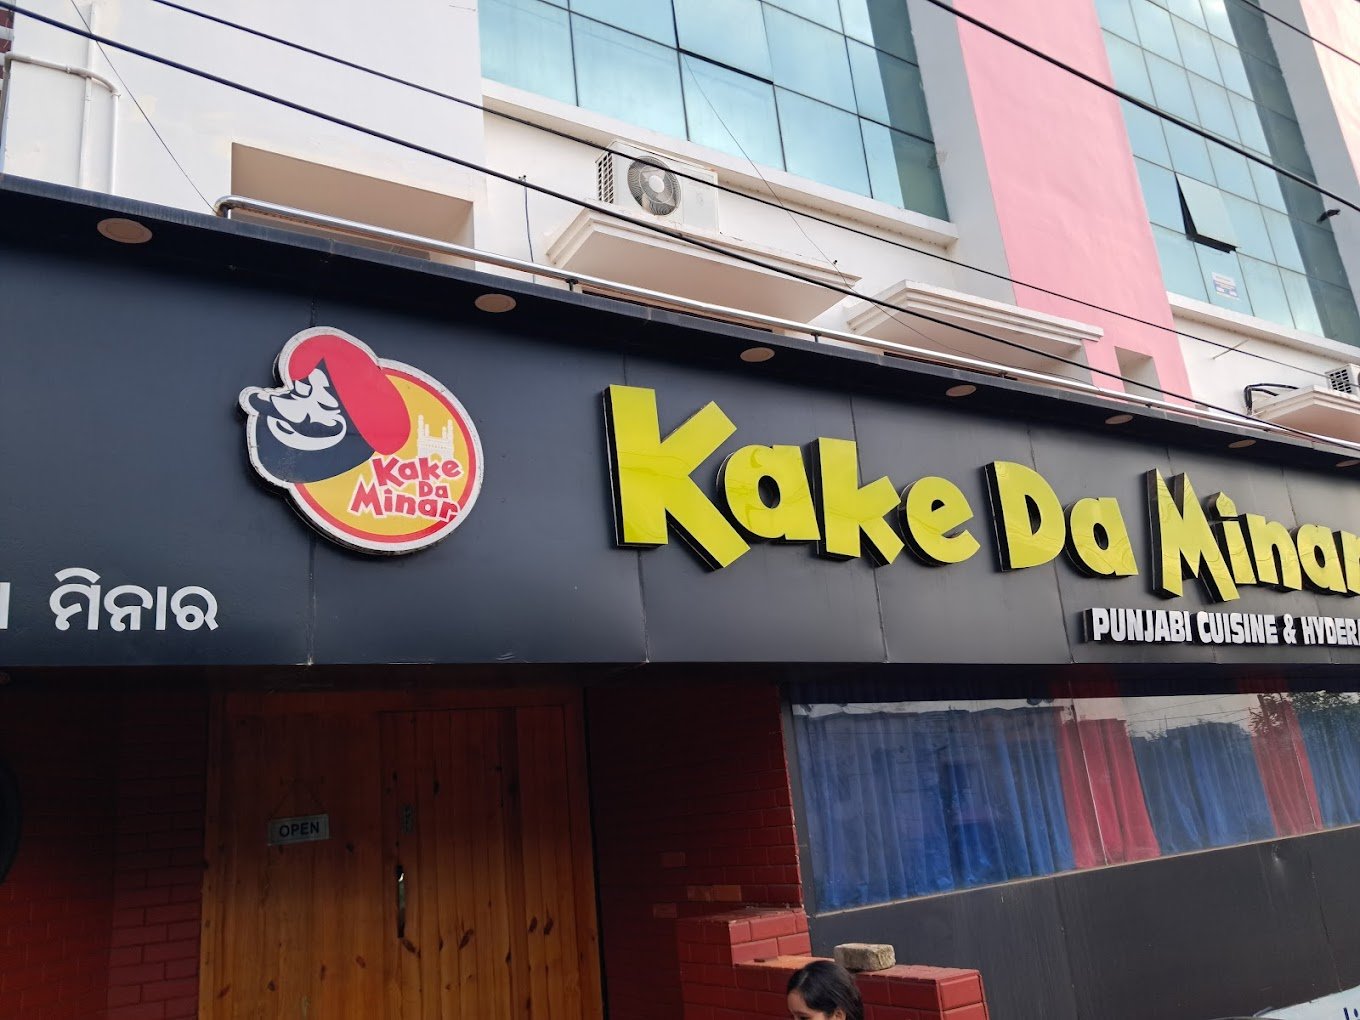 Kake
Da
Minar
Kake Da Minar
PUNJABI CUISINE &
ମିନାର
OPEN